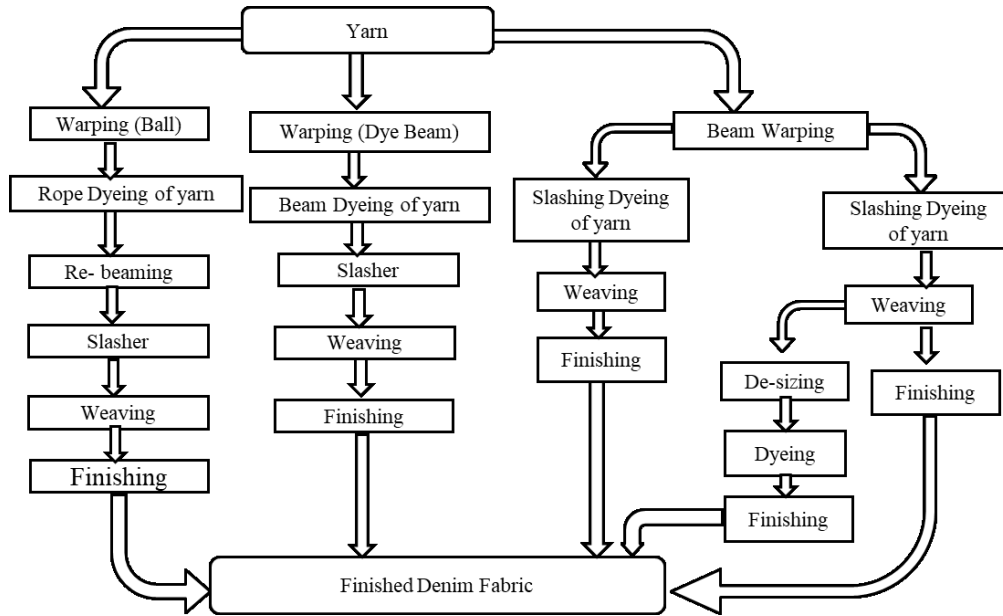 Yarn
Warping (Ball)
Warping (Dye Beam)
Beam Warping
Rope Dyeing of yarn
Beam Dyeing of yarn
Slashing Dyeing
of yarn
Slashing Dyeing
of yarn
Re- beaming
Slasher
Weaving
Weaving
Slasher
Weaving
Finishing
De-sizing
Finishing
Weaving
Finishing
Dyeing
Finishing
Finishing
Finished Denim Fabric